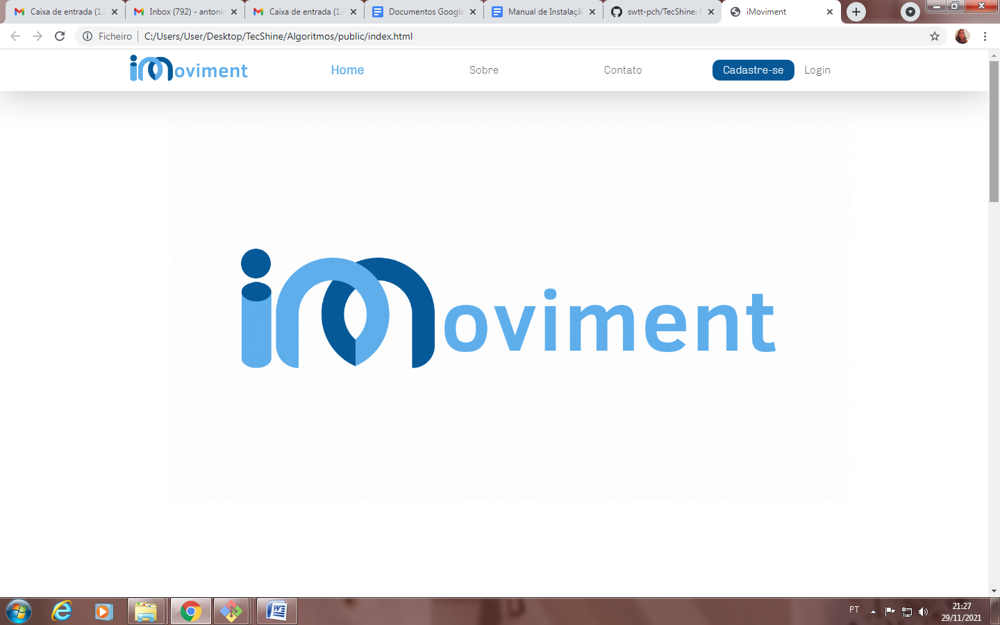 Caixa de entrada (1.
Inbox (792) - antoni
Caixa de entrada (1.
Documentos Google
Manual de Instalaçã
swtt-pch/TecShine:
iMoviment
Ficheiro
C:/Users/User/Desktop/TecShine/Algoritmos/public/index.html
iMoviment
Home
Sobre
Contato
Cadastre-se
Login
iMoviment
PT
21:27
29/11/2021